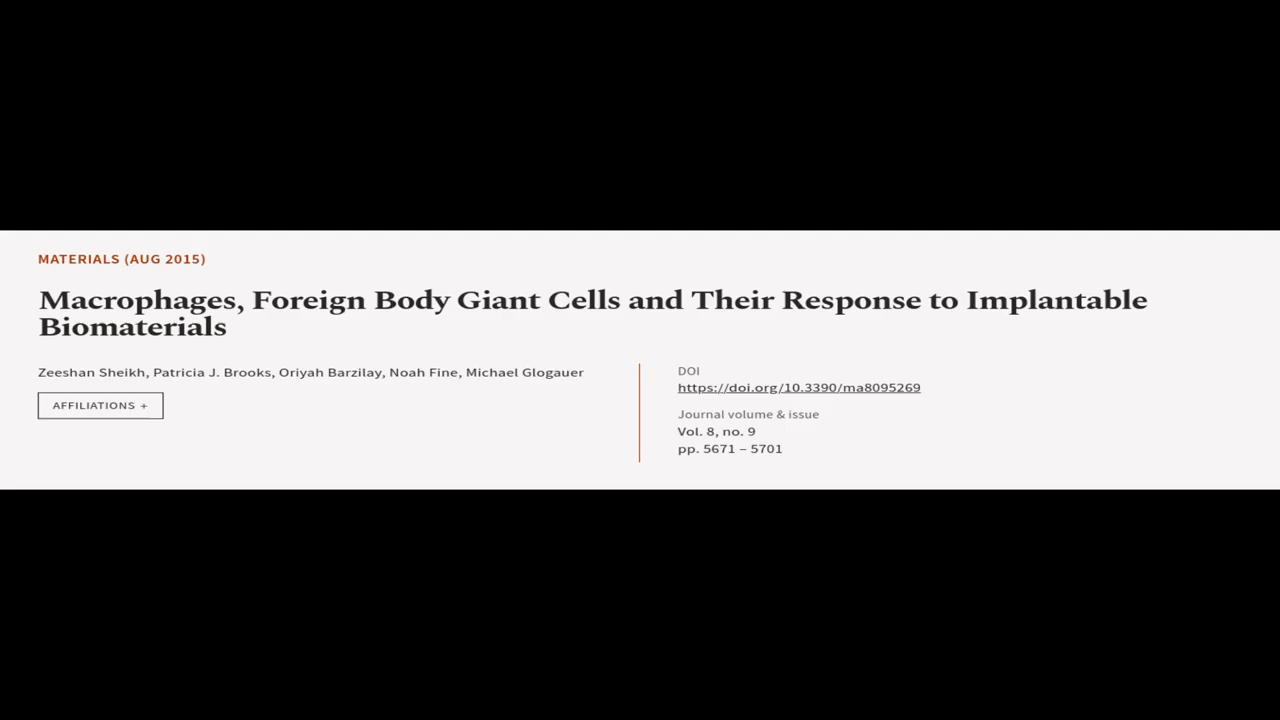 MATERIALS (AUG 2015)
Macrophages, Foreign Body Giant Cells and Their Response to Implantable
Biomaterials
Zeeshan Sheikh, Patricia J. Brooks, Oriyah Barzilay, Noah Fine, Michael Glogauer
AFFILIATIONS +
DOI
https://doi.org/10.3390/ma8095269
Journal volume & issue
Vol. 8, no. 9
pp. 5671 – 5701